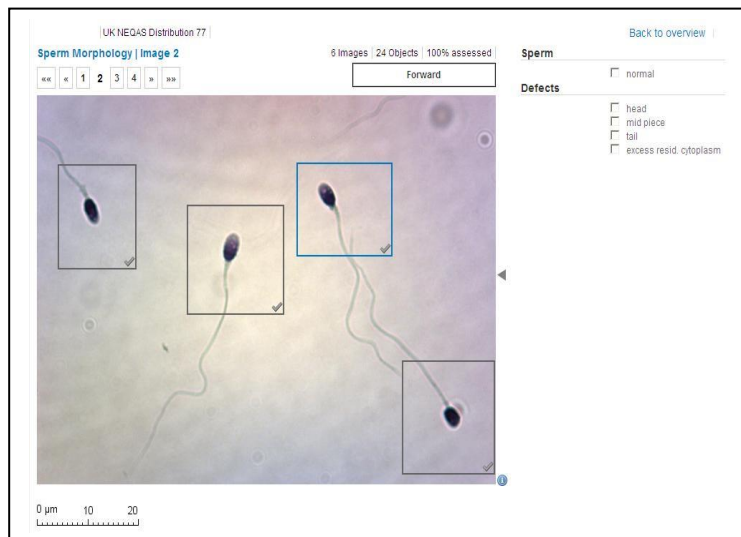 UK NEQAS Distribution 77
Back to overview
Sperm Morphology | Image 2
6 Images | 24 Objects | 100% assessed
Sperm
«« « 1 2 3 4 » »»
Forward
normal
Defects
head
mid piece
tail
excess resid. cytoplasm
0 µm 10 20